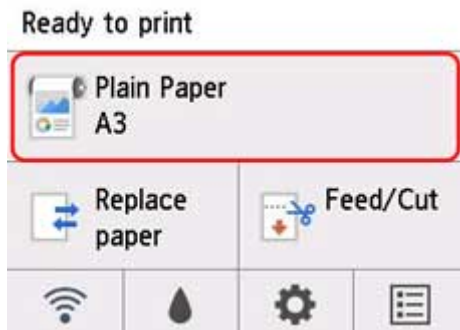 Ready to print
Plain Paper
A3
Replace
paper
Feed/Cut